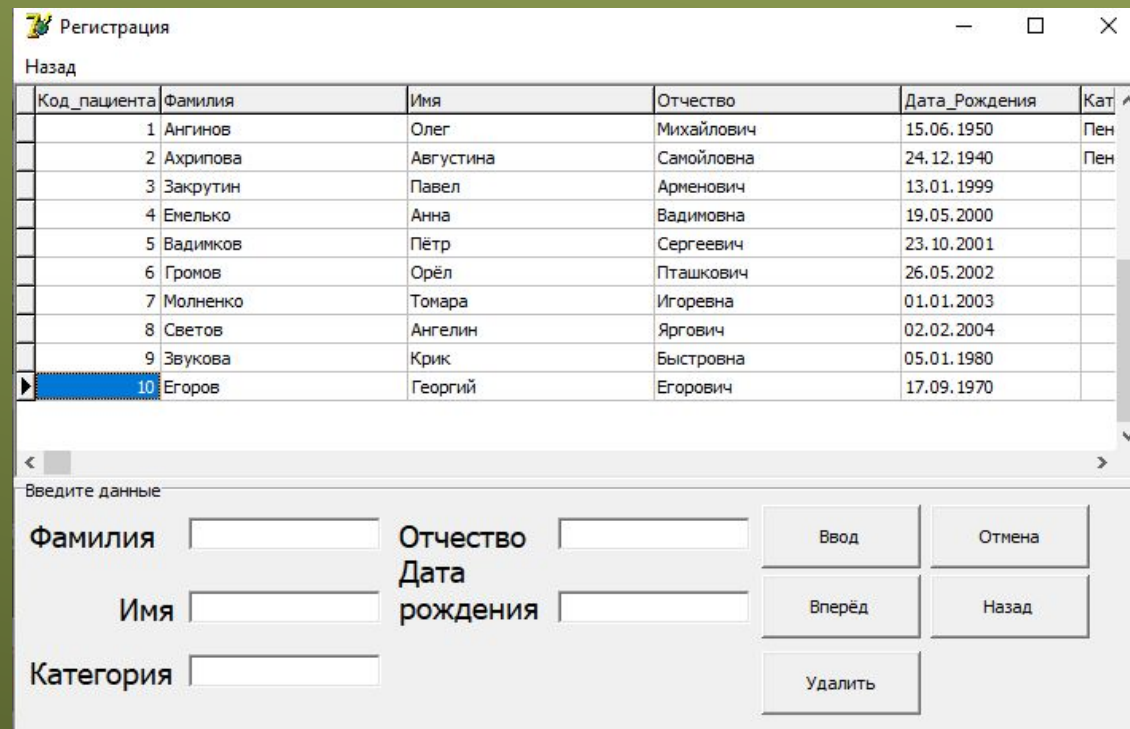 Регистрация
Назад
Код_пациента Фамилия Имя Отчество Дата_Рождения Кат
1 Ангинов Олег Михайлович 15.06.1950 Пен
2 Ахрипова Августина Самойловна 24.12.1940 Пен
3 Закрутин Павел Арменович 13.01.1999
4 Емелько Анна Вадимовна 19.05.2000
5 Вадимков Пётр Сергеевич 23.10.2001
6 Громов Орёл Пташкович 26.05.2002
7 Молненко Томара Игоревна 01.01.2003
8 Светов Ангелин Яргович 02.02.2004
9 Звукова Крик Быстровна 05.01.1980
10 Егоров Георгий Егорович 17.09.1970
Введите данные
Фамилия Отчество Ввод Отмена
Имя Дата рождения Вперёд Назад
Категория Удалить